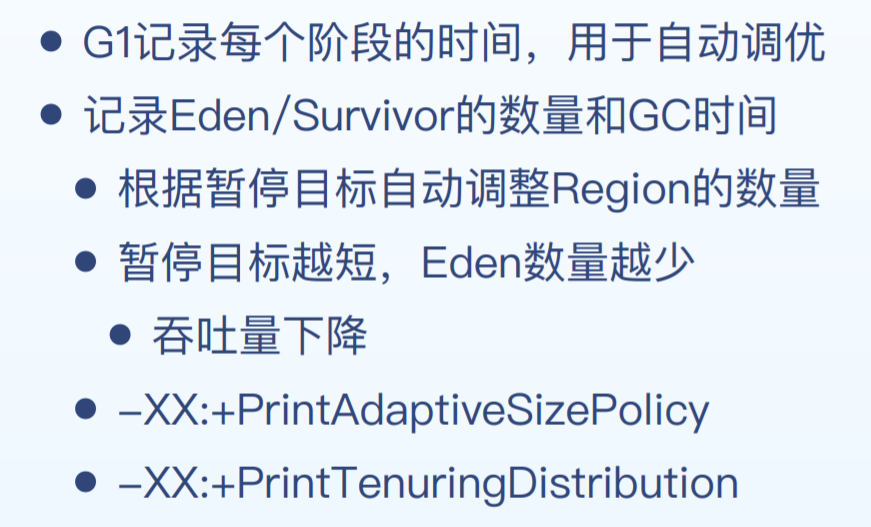 ● G1记录每个阶段的时间，用于自动调优
● 记录Eden/Survivor的数量和GC时间
● 根据暂停目标自动调整Region的数量
● 暂停目标越短，Eden数量越少
● 吞吐量下降
● –XX:+PrintAdaptiveSizePolicy
● –XX:+PrintTenuringDistribution